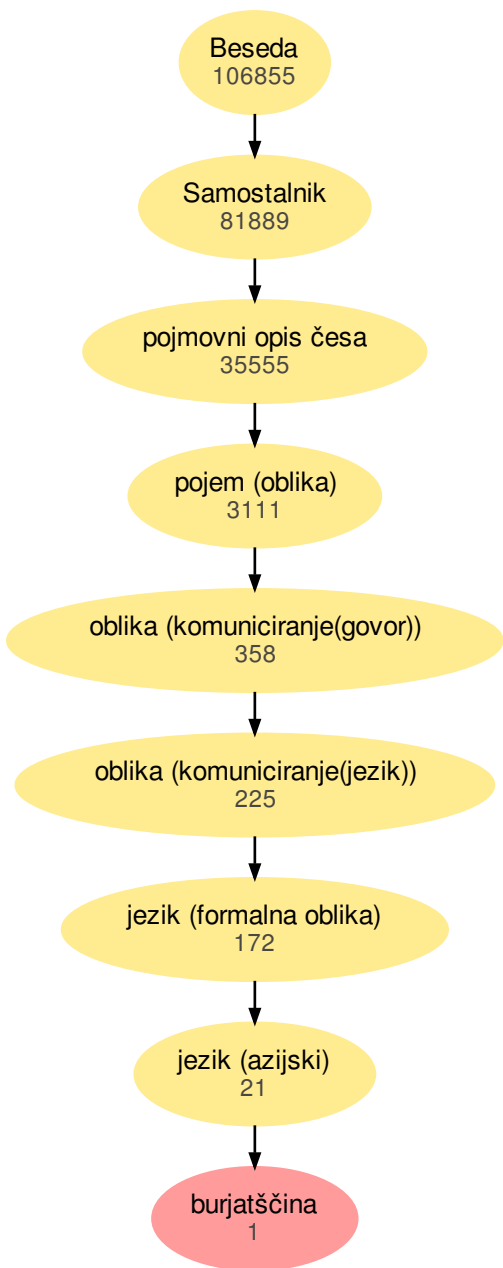 Beseda
106855
Samostalnik
81889
pojmovni opis česa
35555
pojem (oblika)
3111
oblika (komuniciranje(govor))
358
oblika (komuniciranje(jezik))
225
jezik (formalna oblika)
172
jezik (azijski)
21
burjatščina
1